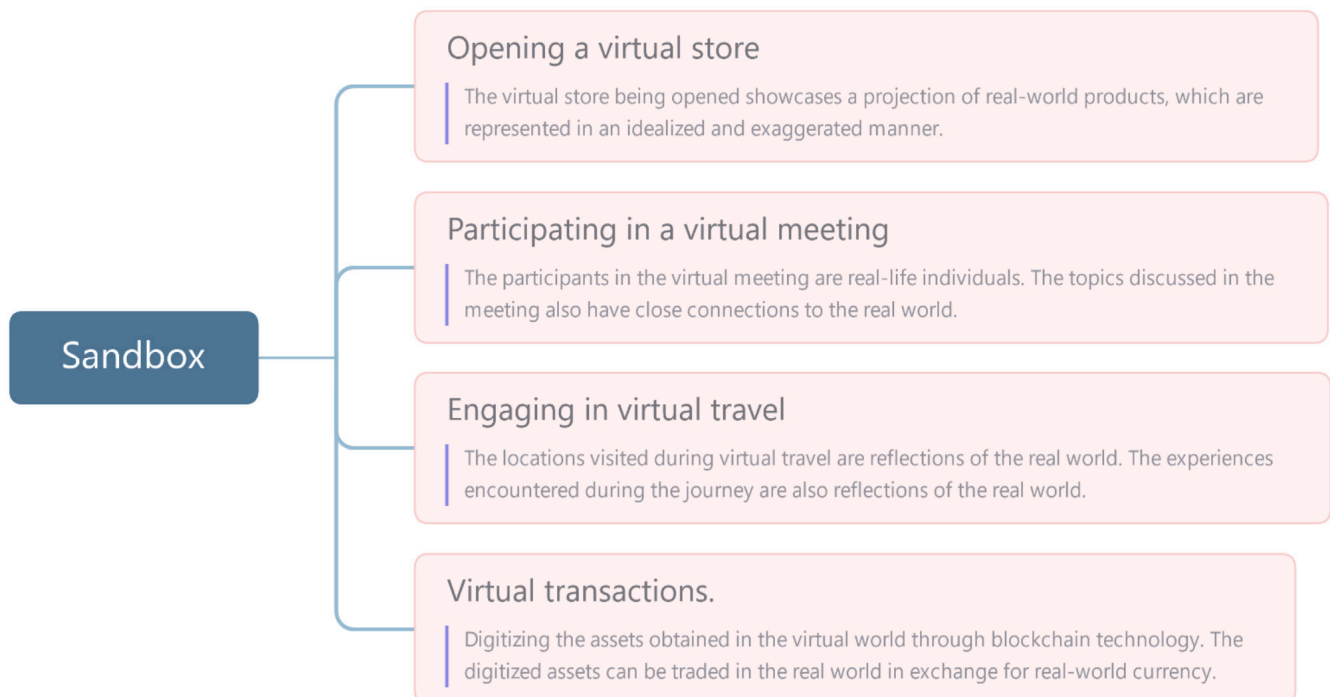 Opening a virtual store
The virtual store being opened showcases a projection of real-world products, which are
represented in an idealized and exaggerated manner.
Participating in a virtual meeting
The participants in the virtual meeting are real-life individuals. The topics discussed in the
meeting also have close connections to the real world.
Sandbox
Engaging in virtual travel
The locations visited during virtual travel are reflections of the real world. The experiences
encountered during the journey are also reflections of the real world.
Virtual transactions.
Digitizing the assets obtained in the virtual world through blockchain technology. The
digitized assets can be traded in the real world in exchange for real-world currency.